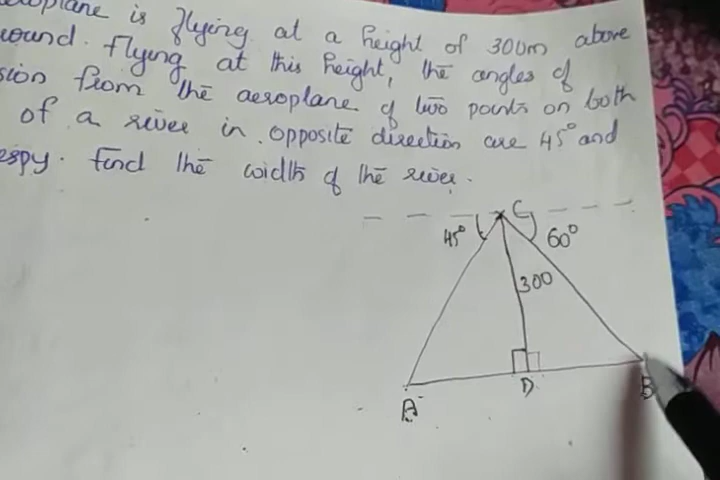 is flying at a height of 300m above
flying at this height, the angles of
from the aeroplane of two points on both
of a river in opposite direction are 45° and
find the width of the river.
C
45°
60°
300
A
D
B